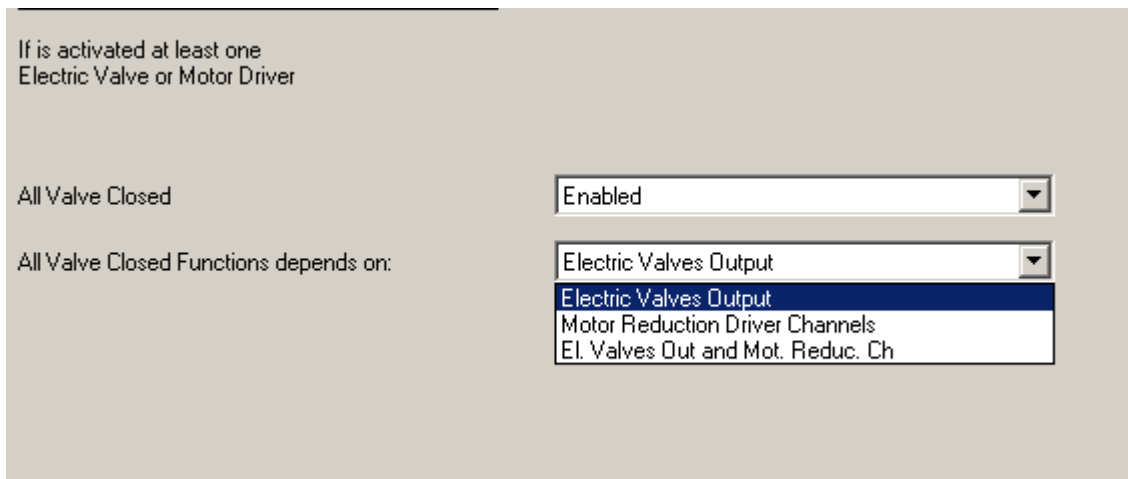 If is activated at least one
Electric Valve or Motor Driver
All Valve Closed
Enabled
All Valve Closed Functions depends on:
Electric Valves Output
Electric Valves Output
Motor Reduction Driver Channels
El. Valves Out and Mot. Reduc. Ch